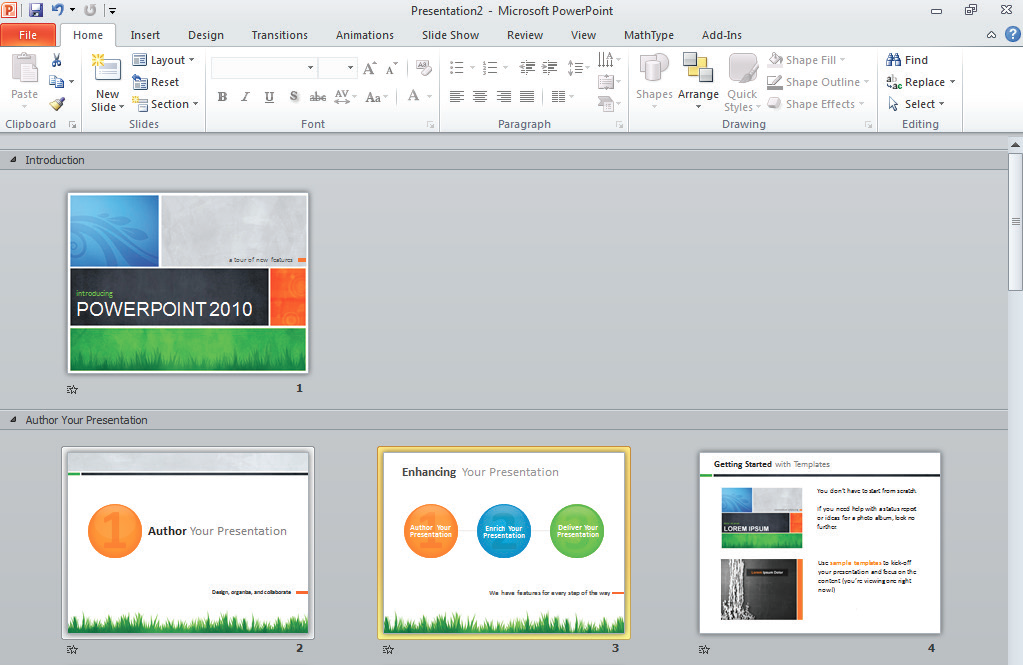 Presentation2 - Microsoft PowerPoint
File Home Insert Design Transitions Animations Slide Show Review View MathType Add-Ins
Paste
New Slide
Layout
Reset
Section
B I U S abc AV Aa A
Shapes Arrange Quick Styles
Shape Fill
Shape Outline
Shape Effects
Find
Replace
Select
Clipboard Slides Font Paragraph Drawing Editing
Introduction
a tour of new features
introducing
POWERPOINT 2010
1
Author Your Presentation
1
Author Your Presentation
Design, organize, and collaborate
2
Enhancing Your Presentation
Author Your Presentation
Enrich Your Presentation
Deliver Your Presentation
We have features for every step of the way
3
Getting Started with Templates
LOREM IPSUM
Lorem Ipsum Dolor
You don't have to start from scratch.
If you need help with a status report
or ideas for a photo album, look no
further.
Use sample templates to kick-off
your presentation and focus on the
content (you're viewing one right
now!)
4